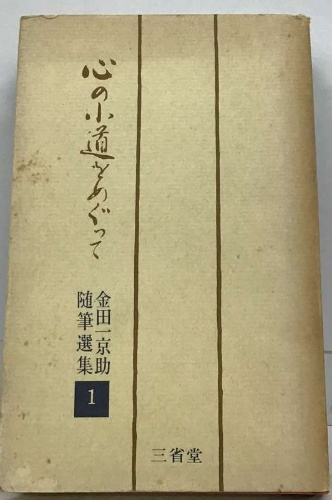 心の小道をめぐって
金田一京助
随筆選集
1
三省堂